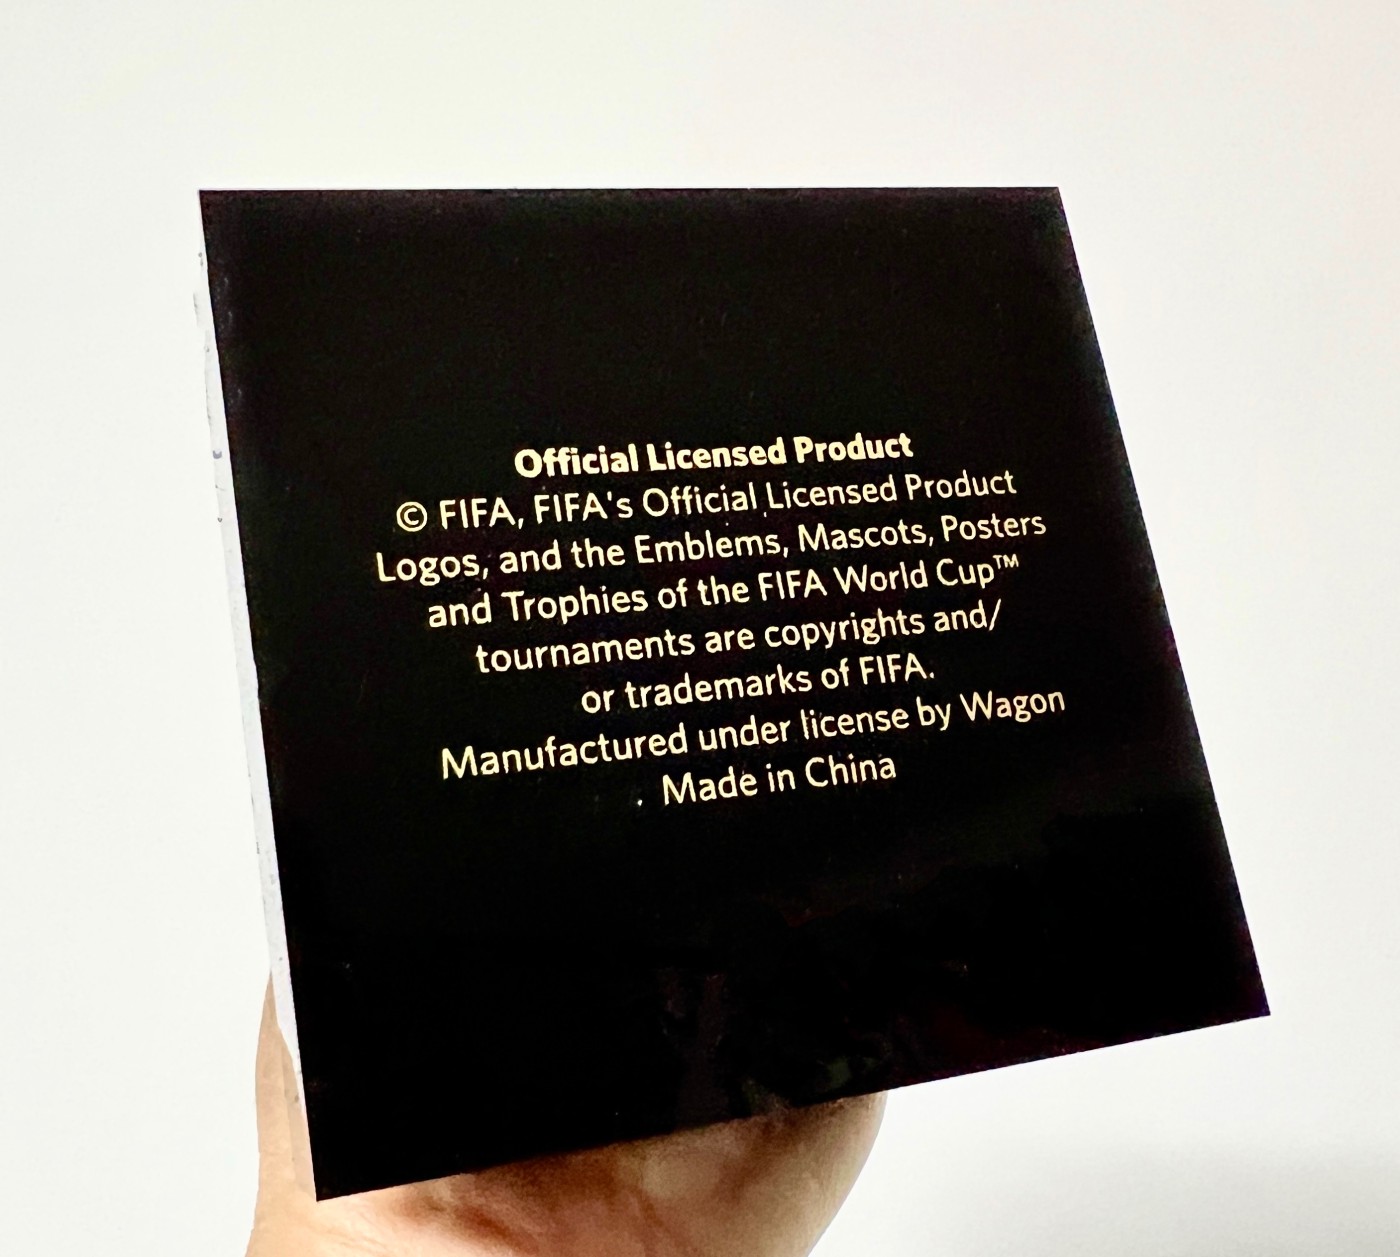 Official Licensed Product
© FIFA, FIFA's Official Licensed Product
Logos, and the Emblems, Mascots, Posters
and Trophies of the FIFA World Cup™
tournaments are copyrights and/
or trademarks of FIFA.
Manufactured under license by Wagon
Made in China